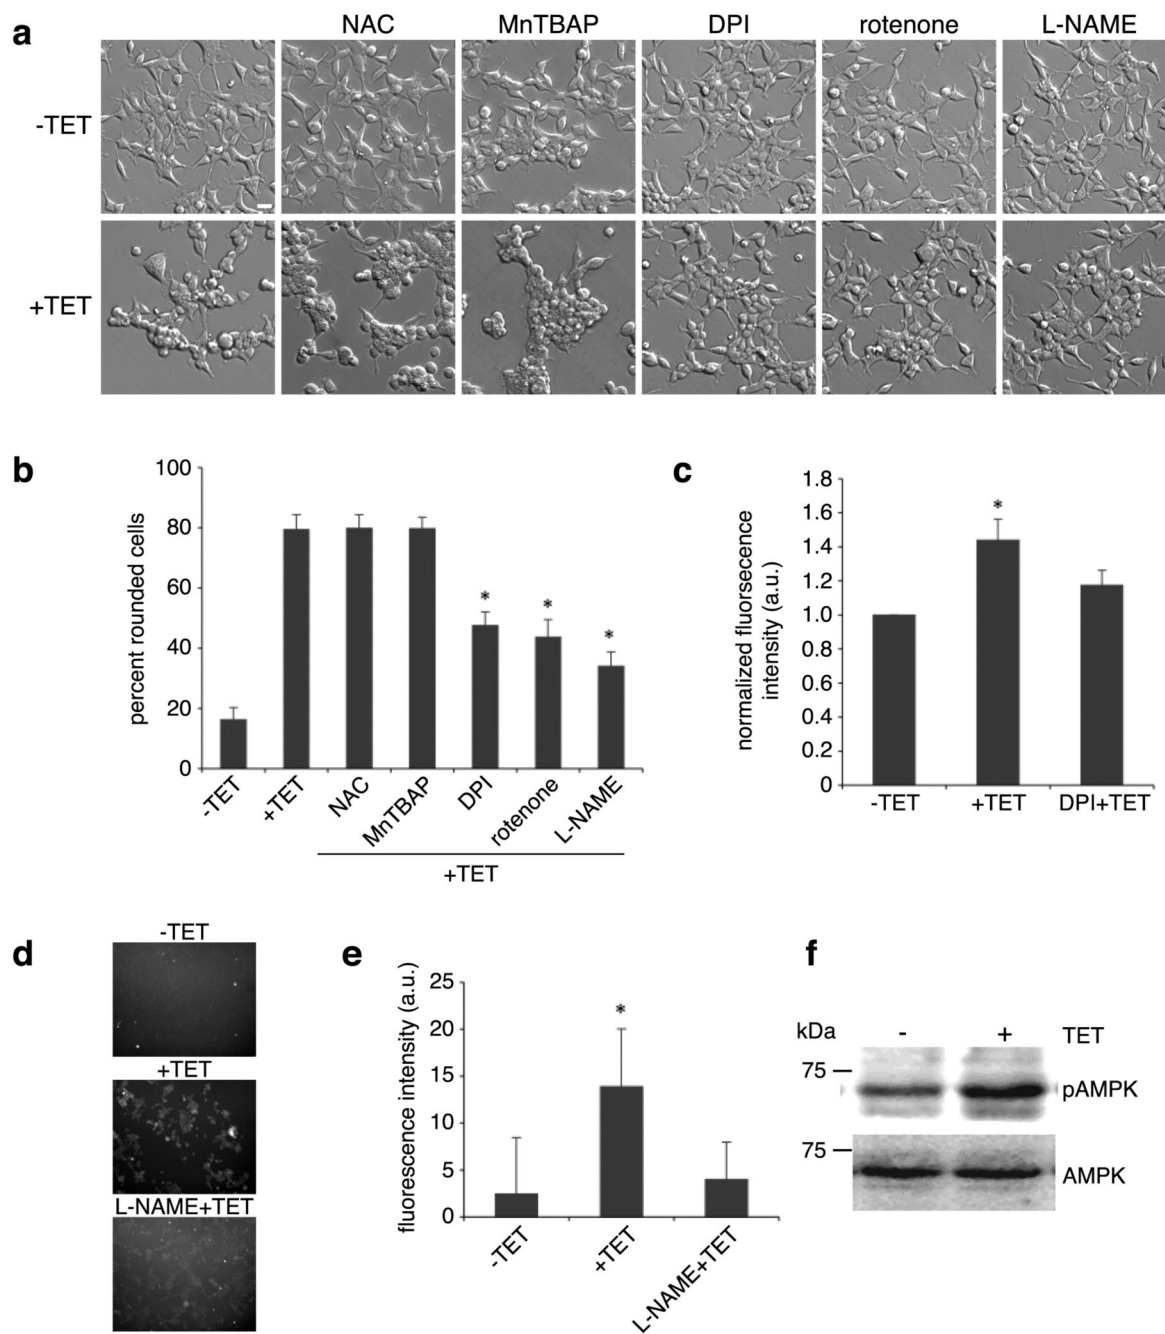 a
NAC MnTBAP DPI rotenone L-NAME
-TET
+TET
b
percent rounded cells
100
80
60
40
20
0
* * *
-TET +TET NAC MnTBAP DPI rotenone L-NAME
+TET
c
normalized fluorsecence
intensity (a.u.)
1.8
1.6
1.4
1.2
1
0.8
0.6
0.4
0.2
0
*
-TET +TET DPI+TET
d
-TET
+TET
L-NAME+TET
e
fluorescence intensity (a.u.)
25
20
15
10
5
0
*
-TET +TET L-NAME+TET
f
kDa - + TET
75
pAMPK
75
AMPK